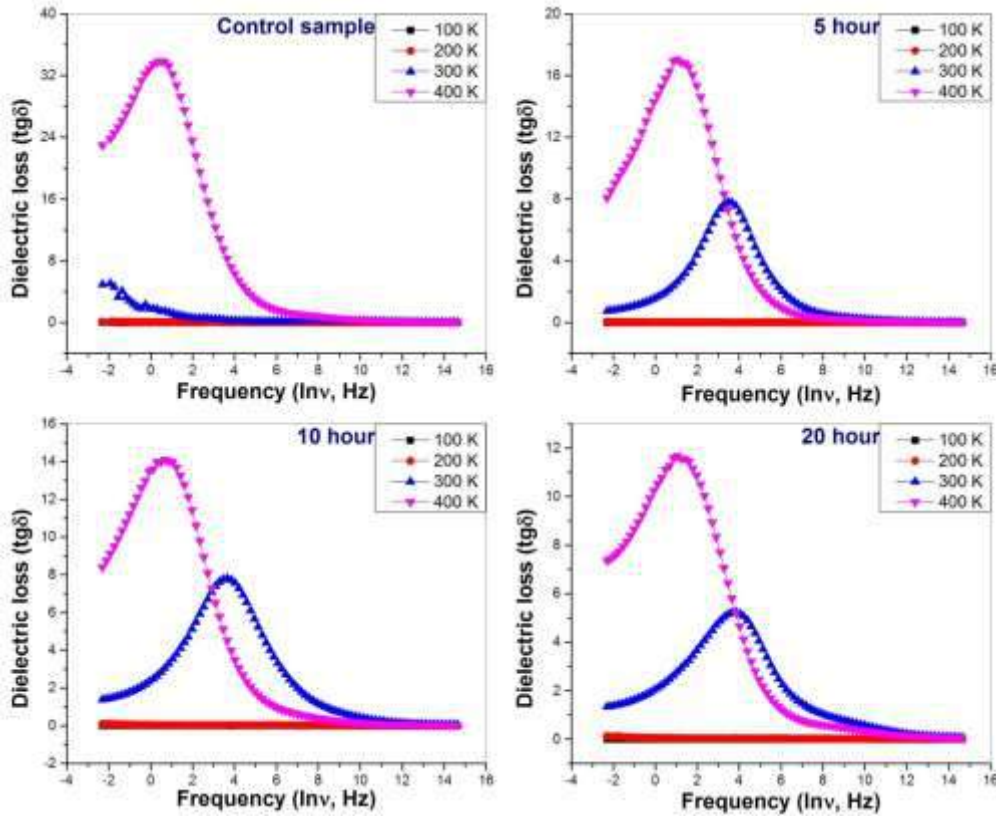 Control sample
100 K
200 K
300 K
400 K
40
32
24
16
8
0
Dielectric loss (tgδ)
-4 -2 0 2 4 6 8 10 12 14 16
Frequency (lnν, Hz)
5 hour
100 K
200 K
300 K
400 K
20
16
12
8
4
0
Dielectric loss (tgδ)
-4 -2 0 2 4 6 8 10 12 14 16
Frequency (lnν, Hz)
10 hour
100 K
200 K
300 K
400 K
16
14
12
10
8
6
4
2
0
-2
Dielectric loss (tgδ)
-4 -2 0 2 4 6 8 10 12 14 16
Frequency (lnν, Hz)
20 hour
100 K
200 K
300 K
400 K
12
10
8
6
4
2
0
Dielectric loss (tgδ)
-4 -2 0 2 4 6 8 10 12 14 16
Frequency (lnν, Hz)